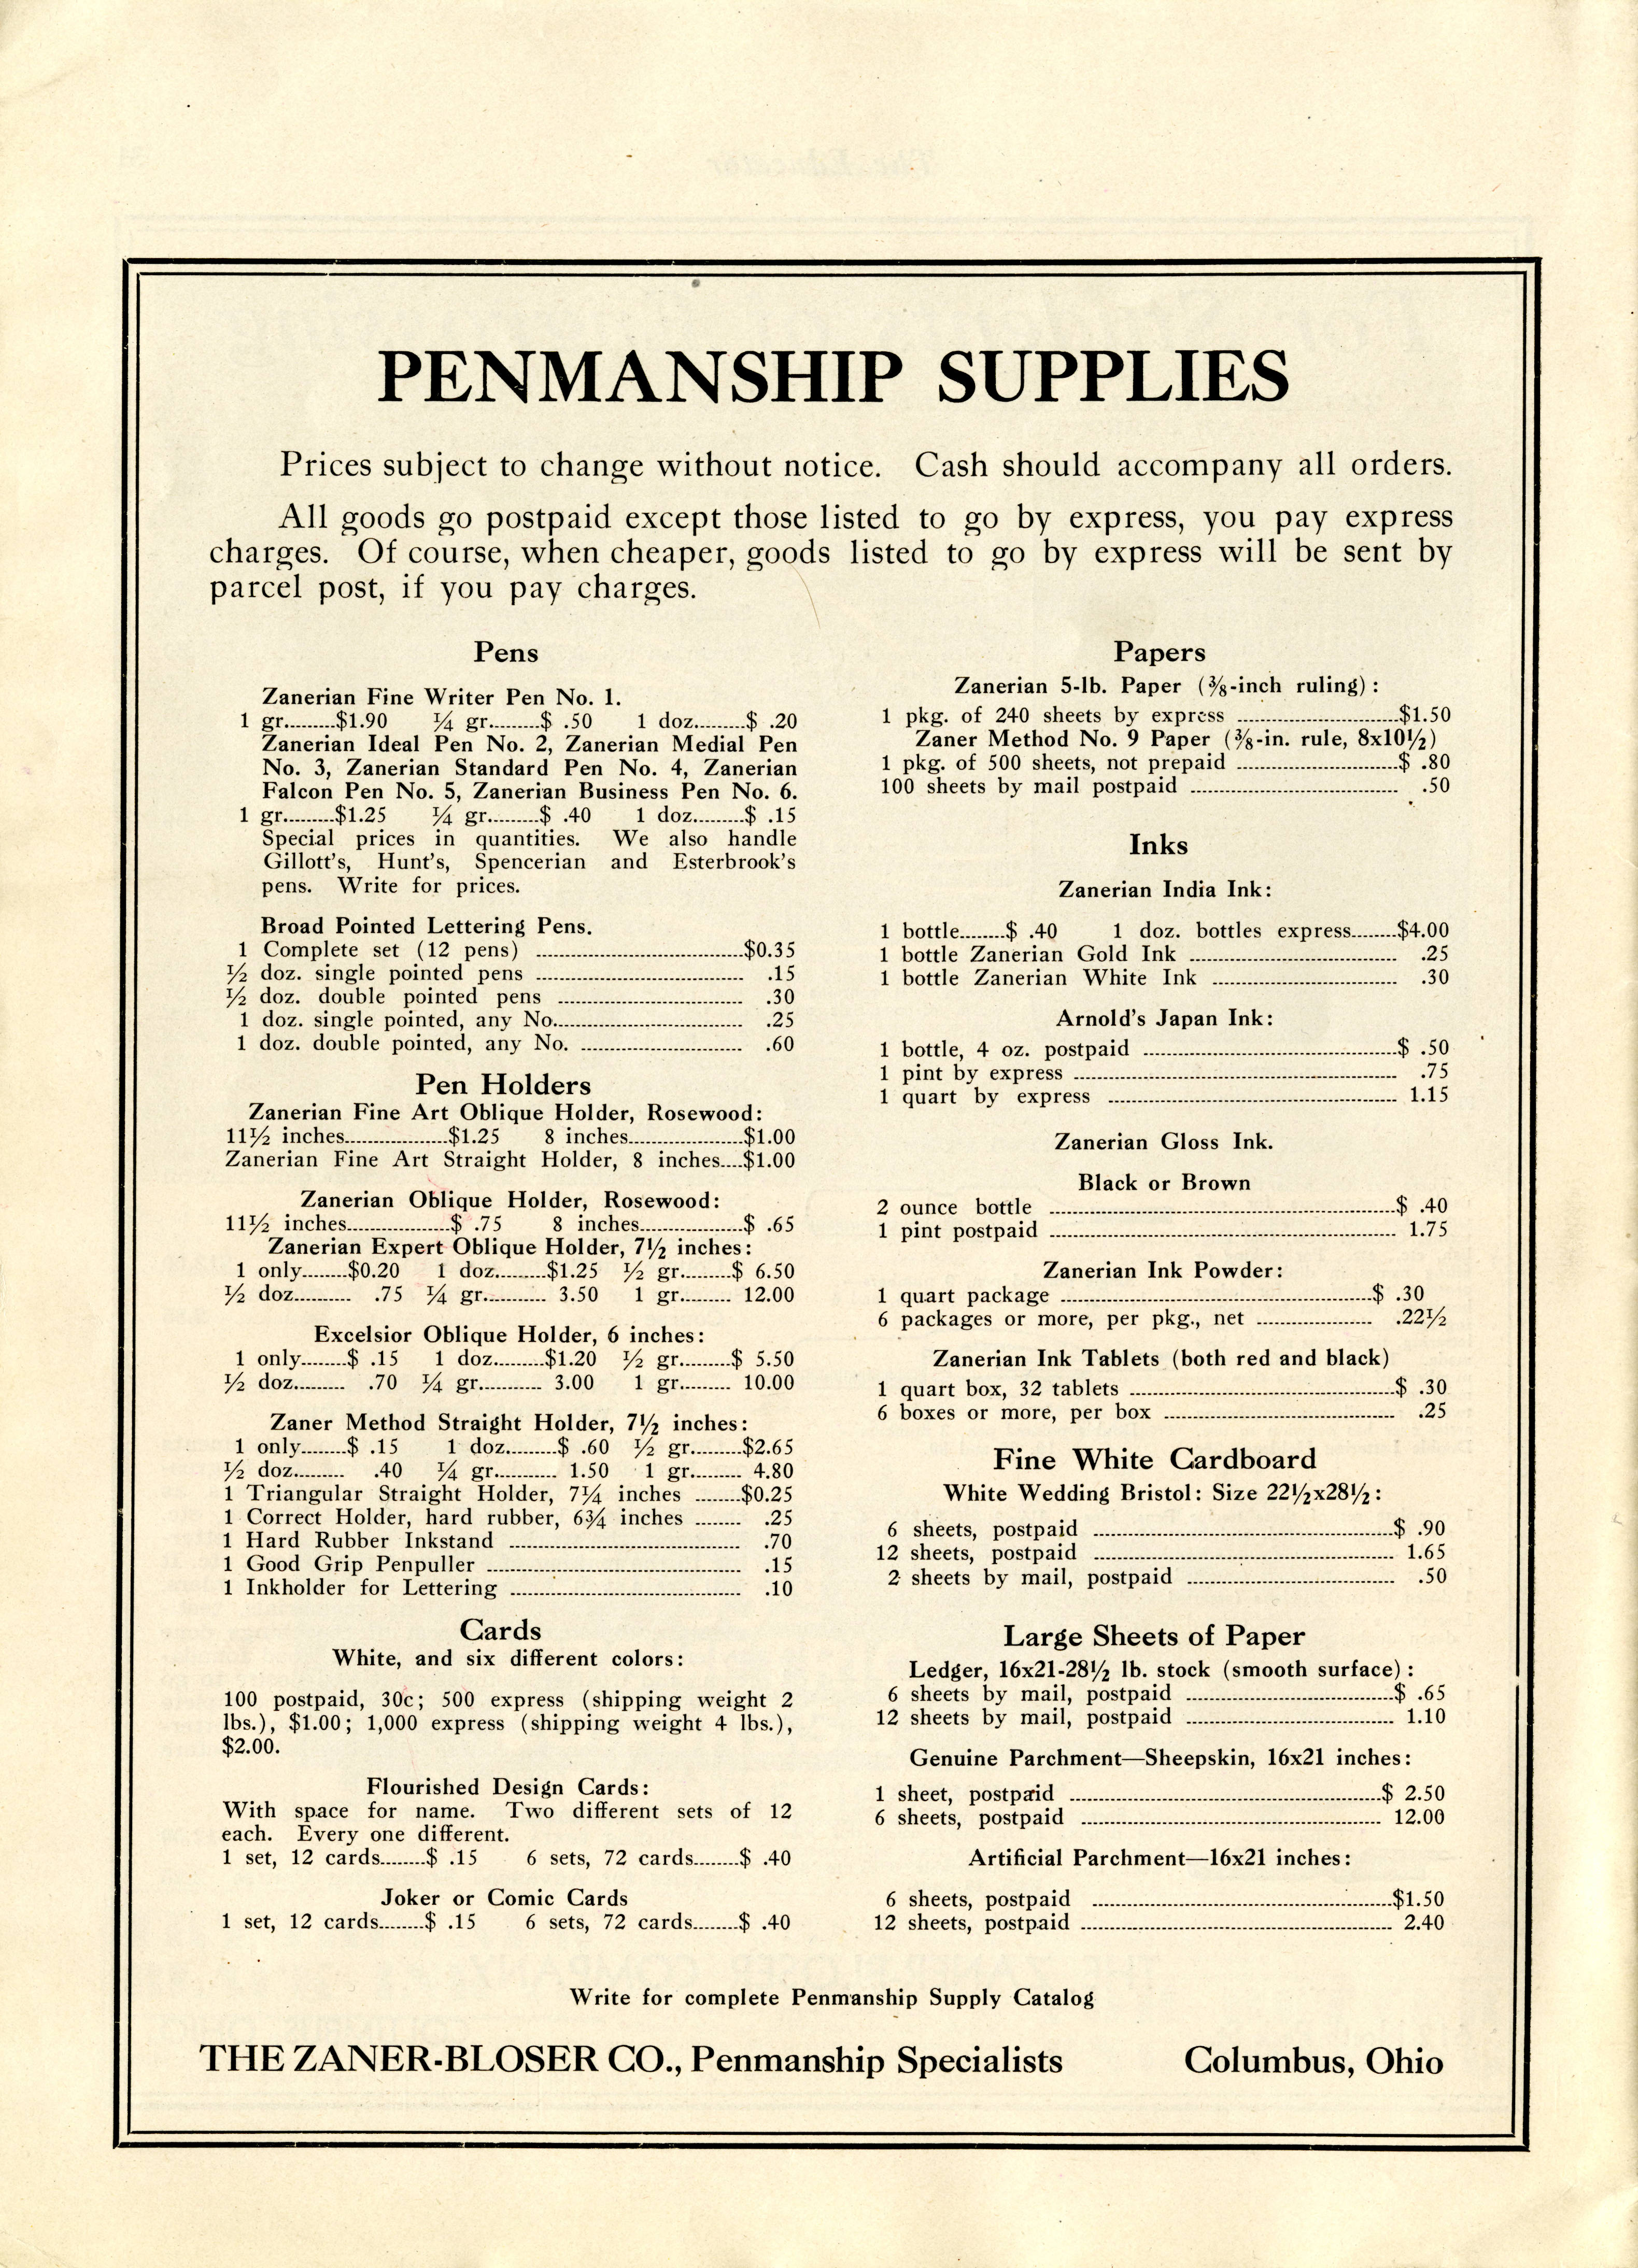 PENMANSHIP SUPPLIES
Prices subject to change without notice. Cash should accompany all orders.
All goods go postpaid except those listed to go by express, you pay express
charges. Of course, when cheaper, goods listed to go by express will be sent by
parcel post, if you pay charges.
Pens
Zanerian Fine Writer Pen No. 1.
1 gr.........$1.90 ¼ gr.........$ .50 1 doz.........$ .20
Zanerian Ideal Pen No. 2, Zanerian Medial Pen
No. 3, Zanerian Standard Pen No. 4, Zanerian
Falcon Pen No. 5, Zanerian Business Pen No. 6.
1 gr.........$1.25 ¼ gr.........$ .40 1 doz.........$ .15
Special prices in quantities. We also handle
Gillott's, Hunt's, Spencerian and Esterbrook's
pens. Write for prices.
Broad Pointed Lettering Pens.
1 Complete set (12 pens) ........$0.35
½ doz. single pointed pens ........ .15
½ doz. double pointed pens ........ .30
1 doz. single pointed, any No......... .25
1 doz. double pointed, any No. ........ .60
Pen Holders
Zanerian Fine Art Oblique Holder, Rosewood:
11½ inches........$1.25 8 inches........$1.00
Zanerian Fine Art Straight Holder, 8 inches....$1.00
Zanerian Oblique Holder, Rosewood:
11½ inches........$ .75 8 inches........$ .65
Zanerian Expert Oblique Holder, 7½ inches:
1 only........$0.20 1 doz.........$1.25 ½ gr.........$ 6.50
½ doz......... .75 ¼ gr.......... 3.50 1 gr......... 12.00
Excelsior Oblique Holder, 6 inches:
1 only........$ .15 1 doz.........$1.20 ½ gr.........$ 5.50
½ doz......... .70 ¼ gr.......... 3.00 1 gr......... 10.00
Zaner Method Straight Holder, 7½ inches:
1 only........$ .15 1 doz.........$ .60 ½ gr.........$2.65
½ doz......... .40 ¼ gr.......... 1.50 1 gr......... 4.80
1 Triangular Straight Holder, 7¼ inches ........$0.25
1 Correct Holder, hard rubber, 6¾ inches ........ .25
1 Hard Rubber Inkstand ........ .70
1 Good Grip Penpuller ........ .15
1 Inkholder for Lettering ........ .10
Cards
White, and six different colors:
100 postpaid, 30c; 500 express (shipping weight 2
lbs.), $1.00; 1,000 express (shipping weight 4 lbs.),
$2.00.
Flourished Design Cards:
With space for name. Two different sets of 12
each. Every one different.
1 set, 12 cards........$ .15 6 sets, 72 cards........$ .40
Joker or Comic Cards
1 set, 12 cards........$ .15 6 sets, 72 cards........$ .40
Papers
Zanerian 5-lb. Paper (⅜-inch ruling):
1 pkg. of 240 sheets by express ........$1.50
Zaner Method No. 9 Paper (⅜-in. rule, 8x10½)
1 pkg. of 500 sheets, not prepaid ........$ .80
100 sheets by mail postpaid ........ .50
Inks
Zanerian India Ink:
1 bottle........$ .40 1 doz. bottles express........$4.00
1 bottle Zanerian Gold Ink ........ .25
1 bottle Zanerian White Ink ........ .30
Arnold's Japan Ink:
1 bottle, 4 oz. postpaid ........$ .50
1 pint by express ........ .75
1 quart by express ........ 1.15
Zanerian Gloss Ink.
Black or Brown
2 ounce bottle ........$ .40
1 pint postpaid ........ 1.75
Zanerian Ink Powder:
1 quart package ........$ .30
6 packages or more, per pkg., net ........ .22½
Zanerian Ink Tablets (both red and black)
1 quart box, 32 tablets ........$ .30
6 boxes or more, per box ........ .25
Fine White Cardboard
White Wedding Bristol: Size 22½x28½:
6 sheets, postpaid ........$ .90
12 sheets, postpaid ........ 1.65
2 sheets by mail, postpaid ........ .50
Large Sheets of Paper
Ledger, 16x21-28½ lb. stock (smooth surface):
6 sheets by mail, postpaid ........$ .65
12 sheets by mail, postpaid ........ 1.10
Genuine Parchment—Sheepskin, 16x21 inches:
1 sheet, postpaid ........$ 2.50
6 sheets, postpaid ........ 12.00
Artificial Parchment—16x21 inches:
6 sheets, postpaid ........$1.50
12 sheets, postpaid ........ 2.40
Write for complete Penmanship Supply Catalog
THE ZANER-BLOSER CO., Penmanship Specialists Columbus, Ohio